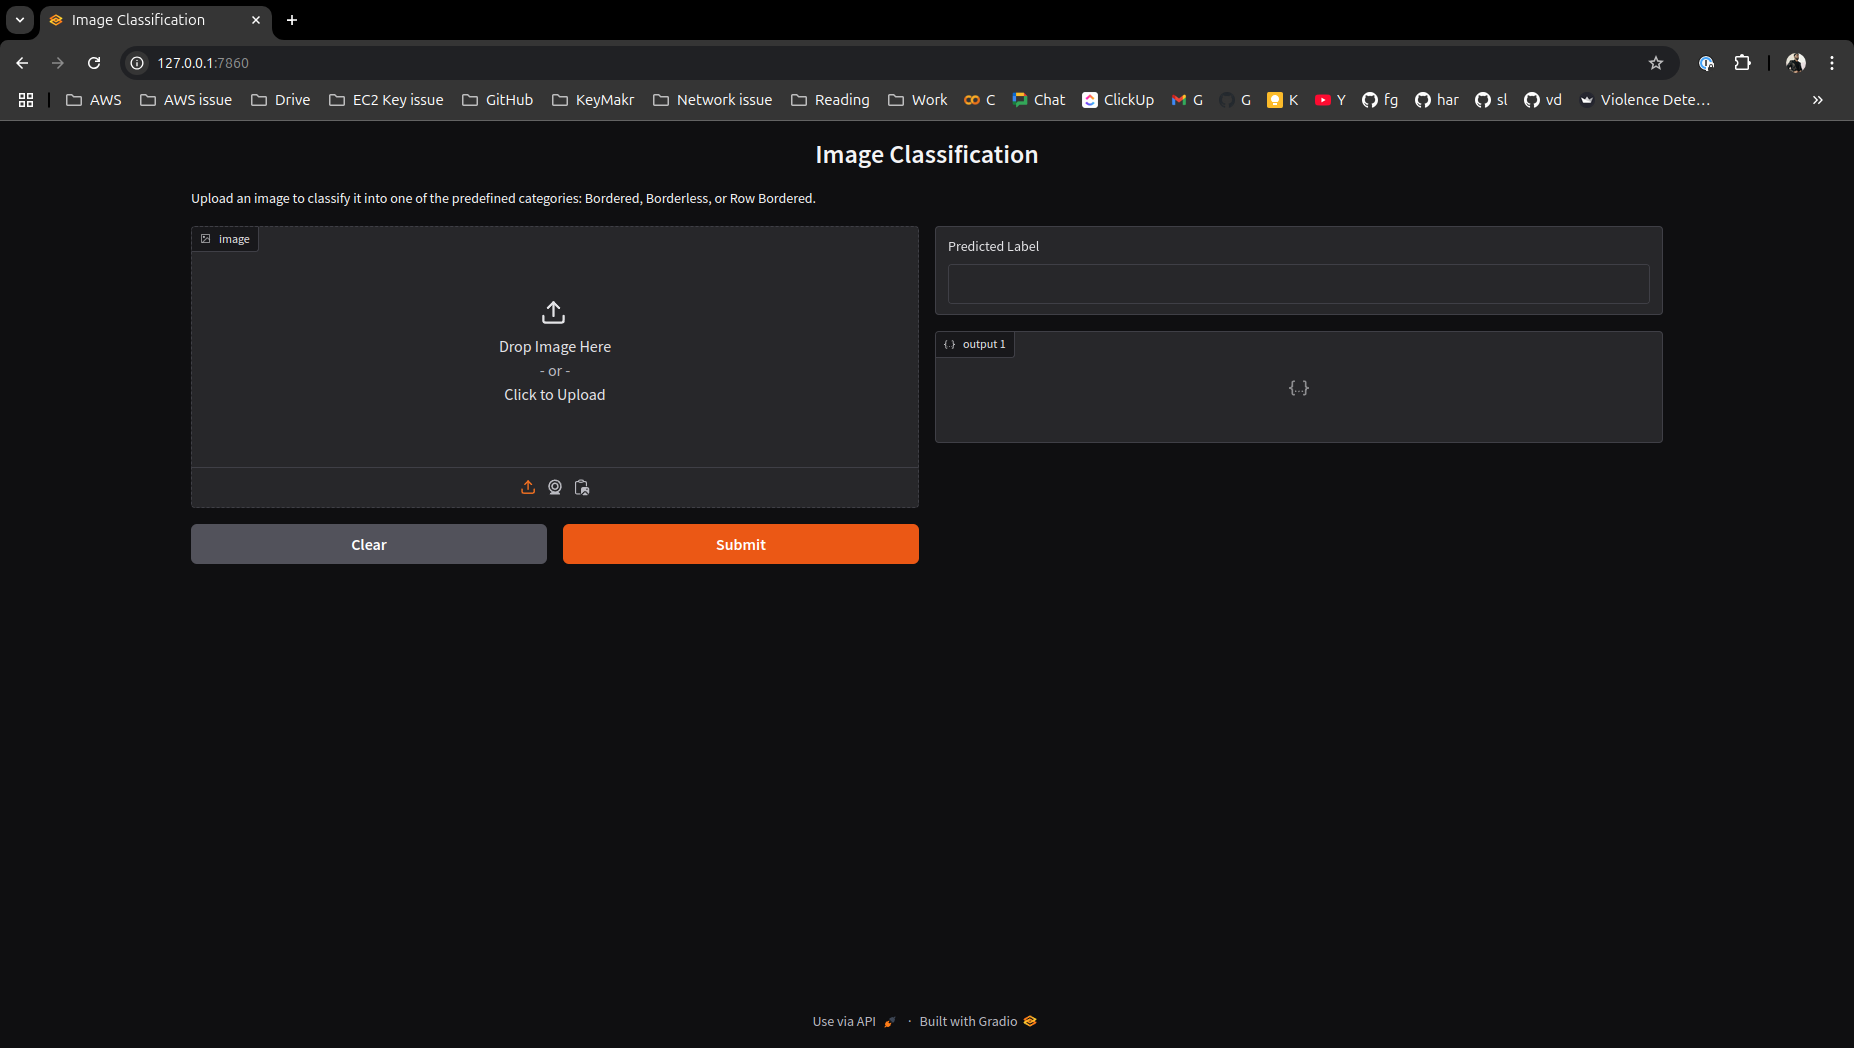 Image Classification
127.0.0.1:7860
AWS AWS issue Drive EC2 Key issue GitHub KeyMakr Network issue Reading Work C Chat ClickUp G G K Y fg har sl vd Violence Dete...
Image Classification
Upload an image to classify it into one of the predefined categories: Bordered, Borderless, or Row Bordered.
image
Drop Image Here
- or -
Click to Upload
Clear Submit
Predicted Label
{.} output 1
{...}
Use via API · Built with Gradio